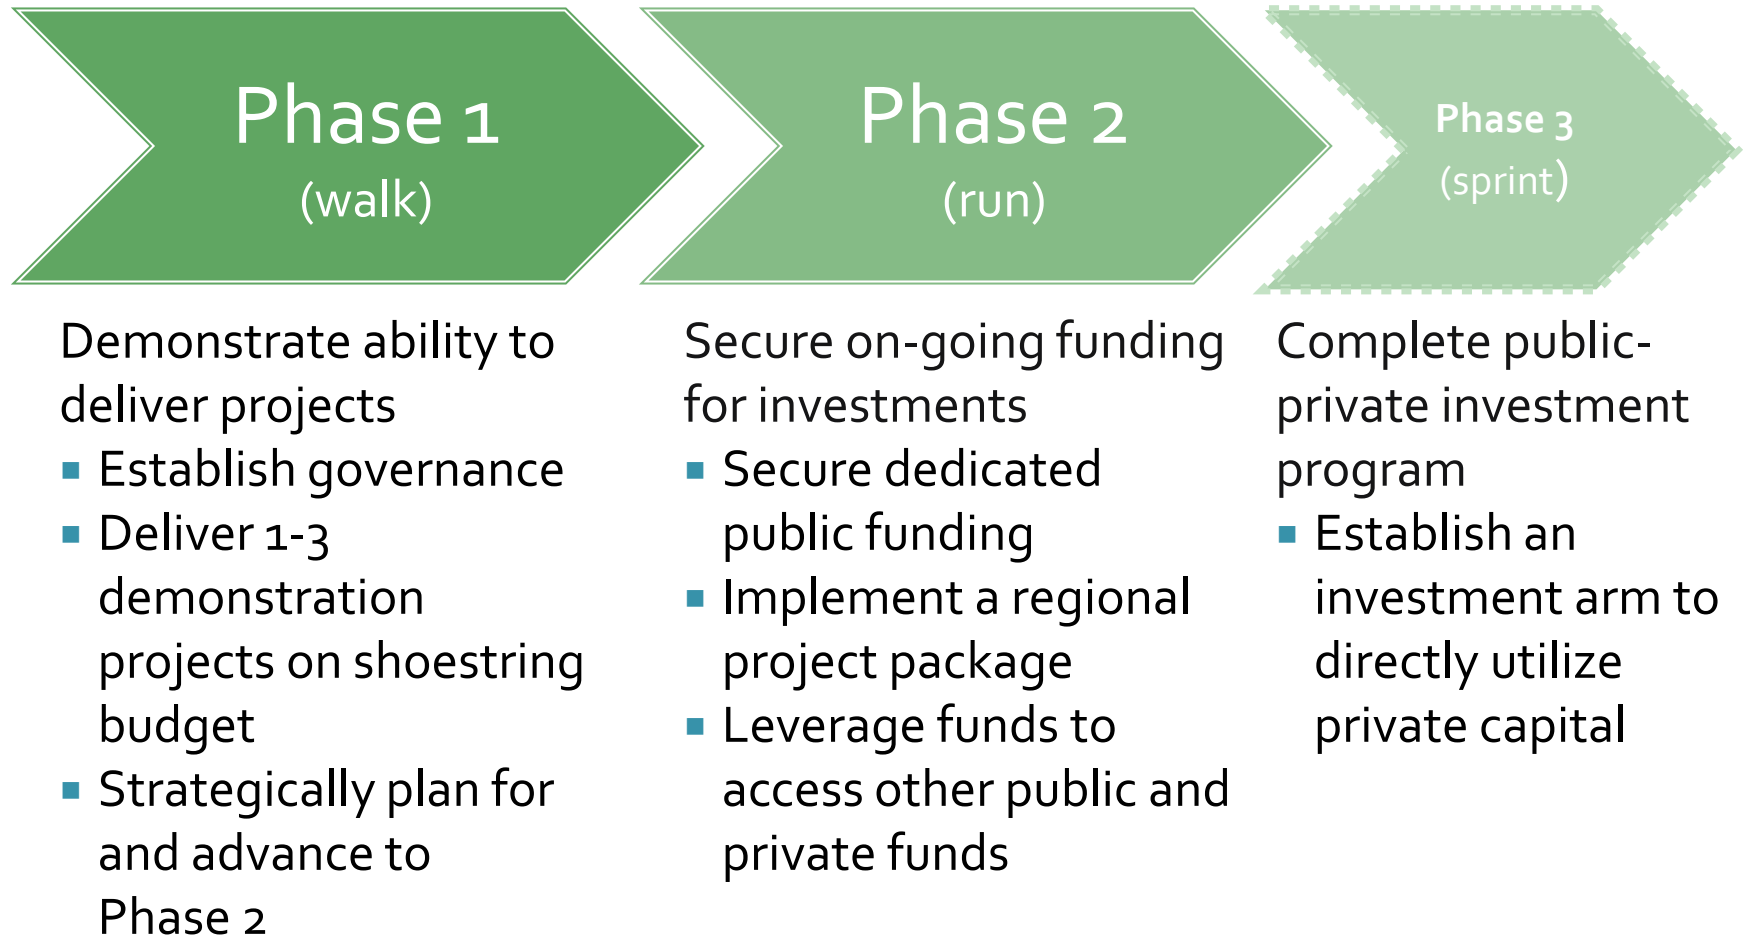 Phase 1
(walk)
Phase 2
(run)
Phase 3
(sprint)
Demonstrate ability to
deliver projects
▪ Establish governance
▪ Deliver 1-3
demonstration
projects on shoestring
budget
▪ Strategically plan for
and advance to
Phase 2
Secure on-going funding
for investments
▪ Secure dedicated
public funding
▪ Implement a regional
project package
▪ Leverage funds to
access other public and
private funds
Complete public-
private investment
program
▪ Establish an
investment arm to
directly utilize
private capital